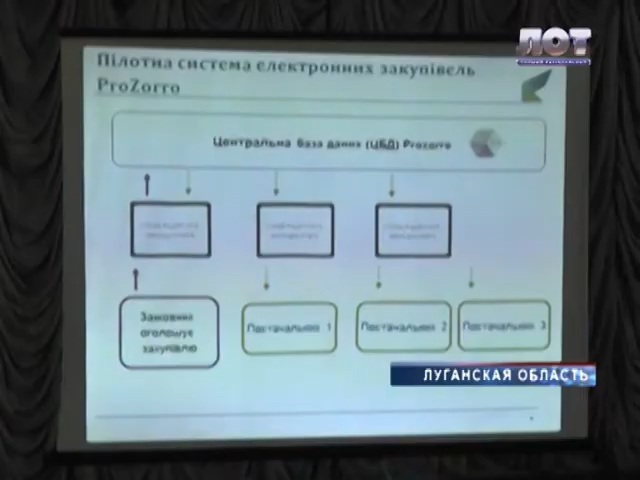 ЛОТ
Пілотна система електронних закупівель
ProZorro
Центральна база даних (ЦБД) Prozorro
Замовник
оголошує
закупівлю
Постачальник 1
Постачальник 2
Постачальник 3
ЛУГАНСКАЯ ОБЛАСТЬ